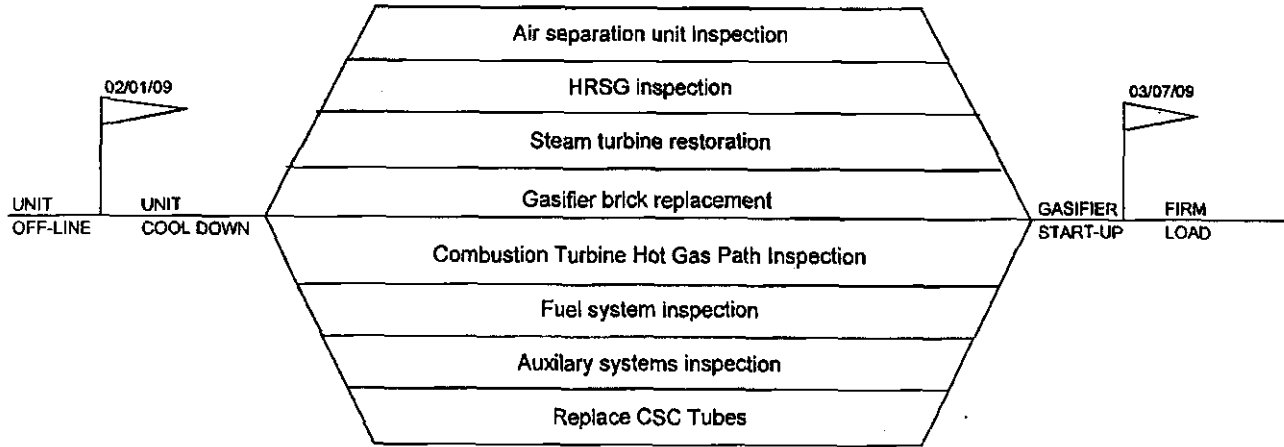 Air separation unit inspection
02/01/09
HRSG inspection
03/07/09
Steam turbine restoration
Gasifier brick replacement
UNIT UNIT
OFF-LINE COOL DOWN
GASIFIER FIRM
START-UP LOAD
Combustion Turbine Hot Gas Path Inspection
Fuel system inspection
Auxilary systems inspection
Replace CSC Tubes